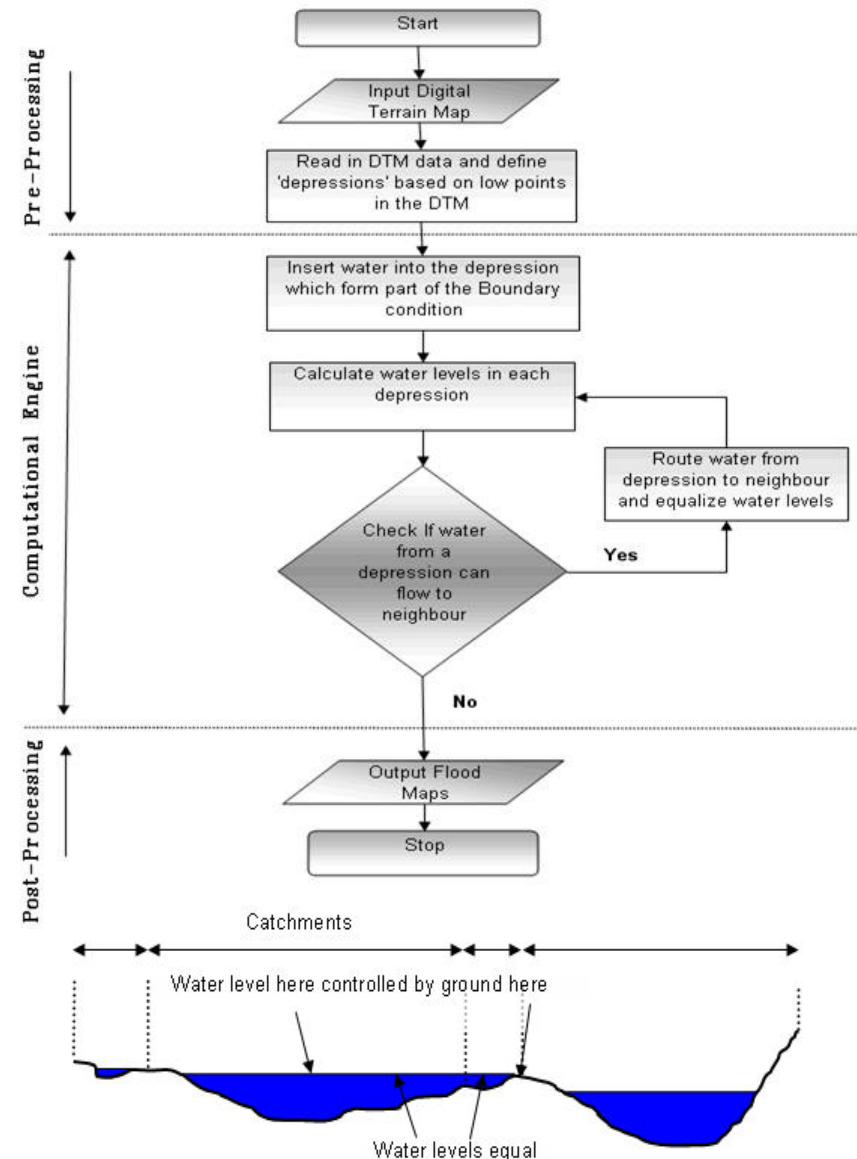 Start
Input Digital
Terrain Map
Pre-Processing
Read in DTM data and define
'depressions' based on low points
in the DTM
Insert water into the depression
which form part of the Boundary
condition
Calculate water levels in each
depression
Computational Engine
Route water from
depression to neighbour
and equalize water levels
Check If water
from a
depression can
flow to
neighbour
Yes
No
Post-Processing
Output Flood
Maps
Stop
Catchments
Water level here controlled by ground here
Water levels equal